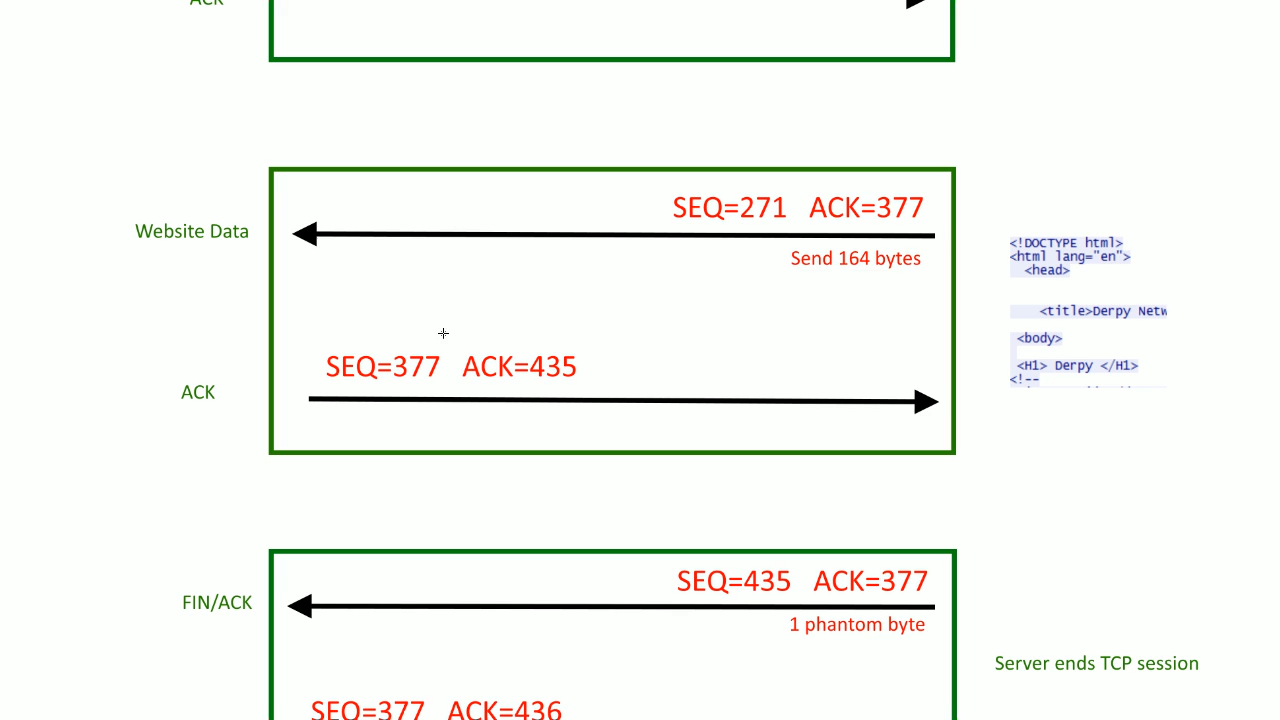 ACK
SEQ=271 ACK=377
Website Data
Send 164 bytes
<!DOCTYPE html>
<html lang="en">
<head>
<title>Derpy Netw
<body>
<H1> Derpy </H1>
<!--
SEQ=377 ACK=435
ACK
SEQ=435 ACK=377
FIN/ACK
1 phantom byte
Server ends TCP session
SEQ=377 ACK=436